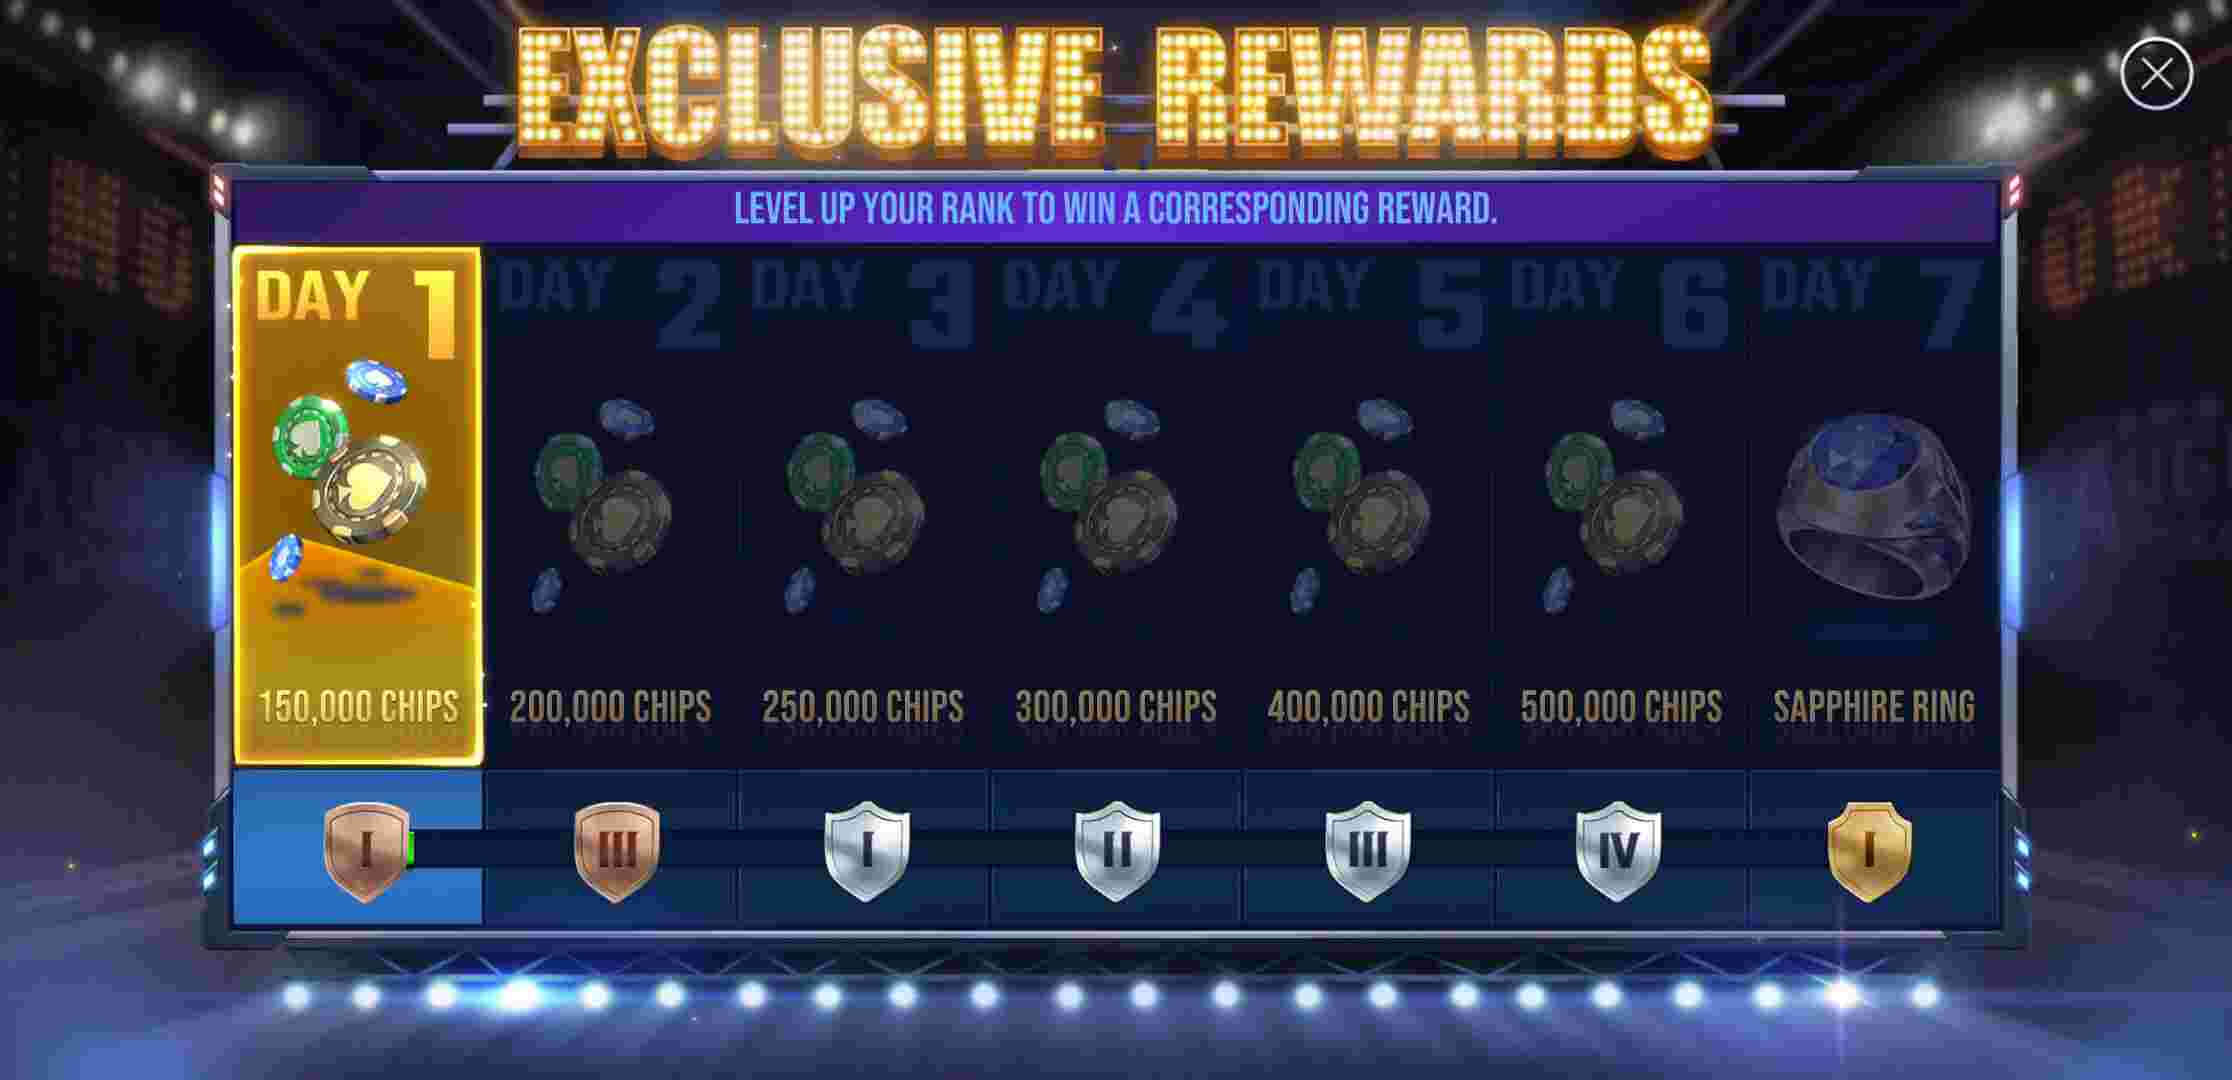 EXCLUSIVE REWARDS
LEVEL UP YOUR RANK TO WIN A CORRESPONDING REWARD.
DAY 1
DAY 2
DAY 3
DAY 4
DAY 5
DAY 6
DAY 7
150,000 CHIPS
200,000 CHIPS
250,000 CHIPS
300,000 CHIPS
400,000 CHIPS
500,000 CHIPS
SAPPHIRE RING
I
III
I
II
III
IV
I